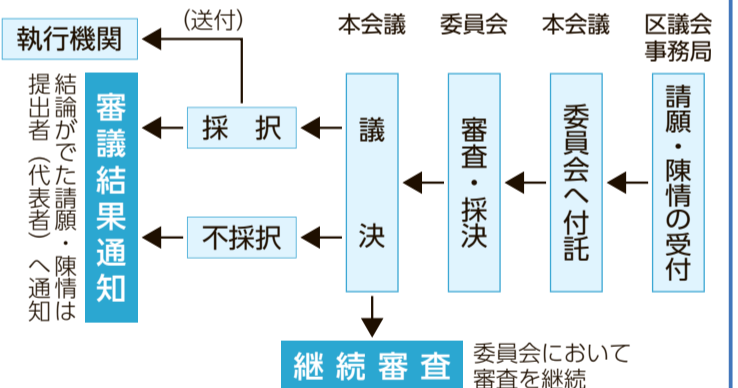 区議会
事務局
請願・陳情の受付
本会議
委員会へ付託
委員会
審査・採決
本会議
議決
採択
(送付)
執行機関
不採択
審議結果通知
結論がでた請願・陳情は
提出者（代表者）へ通知
継続審査
委員会において
審査を継続